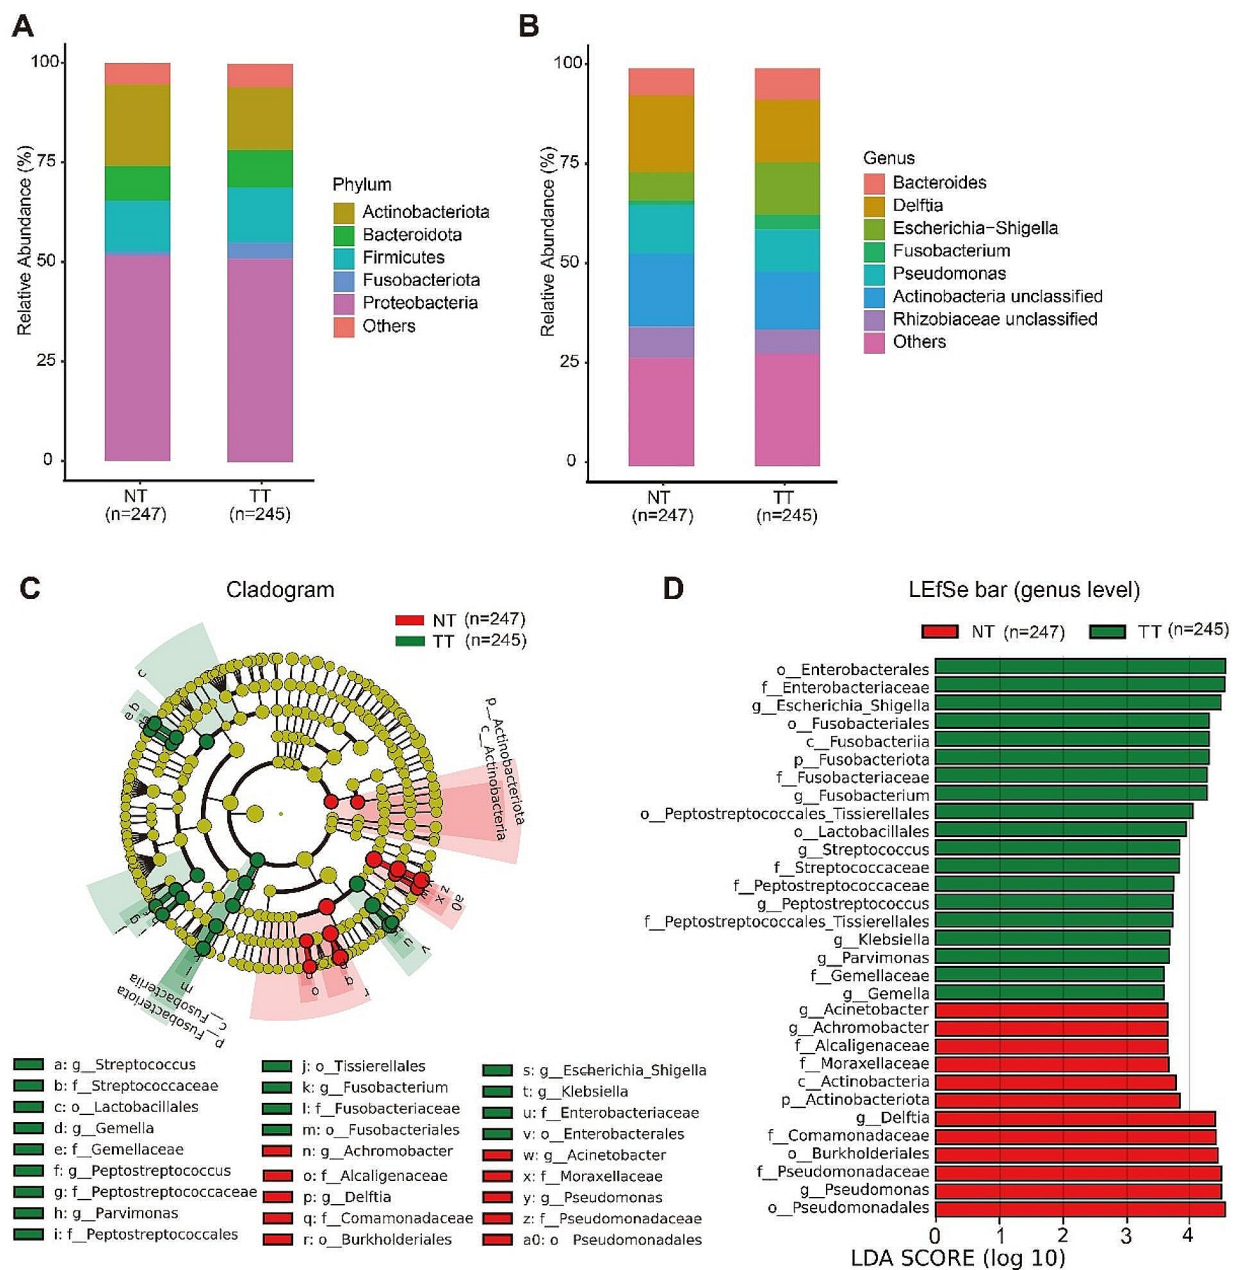 A
Relative Abundance (%)
100
75
50
25
0
NT
(n=247)
TT
(n=245)
Phylum
Actinobacteriota
Bacteroidota
Firmicutes
Fusobacteriota
Proteobacteria
Others
B
Relative Abundance (%)
100
75
50
25
0
NT
(n=247)
TT
(n=245)
Genus
Bacteroides
Delftia
Escherichia-Shigella
Fusobacterium
Pseudomonas
Actinobacteria unclassified
Rhizobiaceae unclassified
Others
C
Cladogram
NT (n=247)
TT (n=245)
c
b
e
p__Actinobacteriota
c__Actinobacteria
z
x
a0
v
u
r
q
o
l
m
c__Fusobacteriia
p__Fusobacteriota
a: g__Streptococcus
b: f__Streptococcaceae
c: o__Lactobacillales
d: g__Gemella
e: f__Gemellaceae
f: g__Peptostreptococcus
g: f__Peptostreptococcaceae
h: g__Parvimonas
i: f__Peptostreptococcales
j: o__Tissierellales
k: g__Fusobacterium
l: f__Fusobacteriaceae
m: o__Fusobacteriales
n: g__Achromobacter
o: f__Alcaligenaceae
p: g__Delftia
q: f__Comamonadaceae
r: o__Burkholderiales
s: g__Escherichia_Shigella
t: g__Klebsiella
u: f__Enterobacteriaceae
v: o__Enterobacterales
w: g__Acinetobacter
x: f__Moraxellaceae
y: g__Pseudomonas
z: f__Pseudomonadaceae
a0: o Pseudomonadales
D
LEfSe bar (genus level)
NT (n=247) TT (n=245)
o__Enterobacterales
f__Enterobacteriaceae
g__Escherichia_Shigella
o__Fusobacteriales
c__Fusobacteriia
p__Fusobacteriota
f__Fusobacteriaceae
g__Fusobacterium
o__Peptostreptococcales_Tissierellales
o__Lactobacillales
g__Streptococcus
f__Streptococcaceae
f__Peptostreptococcaceae
g__Peptostreptococcus
f__Peptostreptococcales_Tissierellales
g__Klebsiella
g__Parvimonas
f__Gemellaceae
g__Gemella
g__Acinetobacter
g__Achromobacter
f__Alcaligenaceae
f__Moraxellaceae
c__Actinobacteria
p__Actinobacteriota
g__Delftia
f__Comamonadaceae
o__Burkholderiales
f__Pseudomonadaceae
g__Pseudomonas
o__Pseudomonadales
0 1 2 3 4
LDA SCORE (log 10)